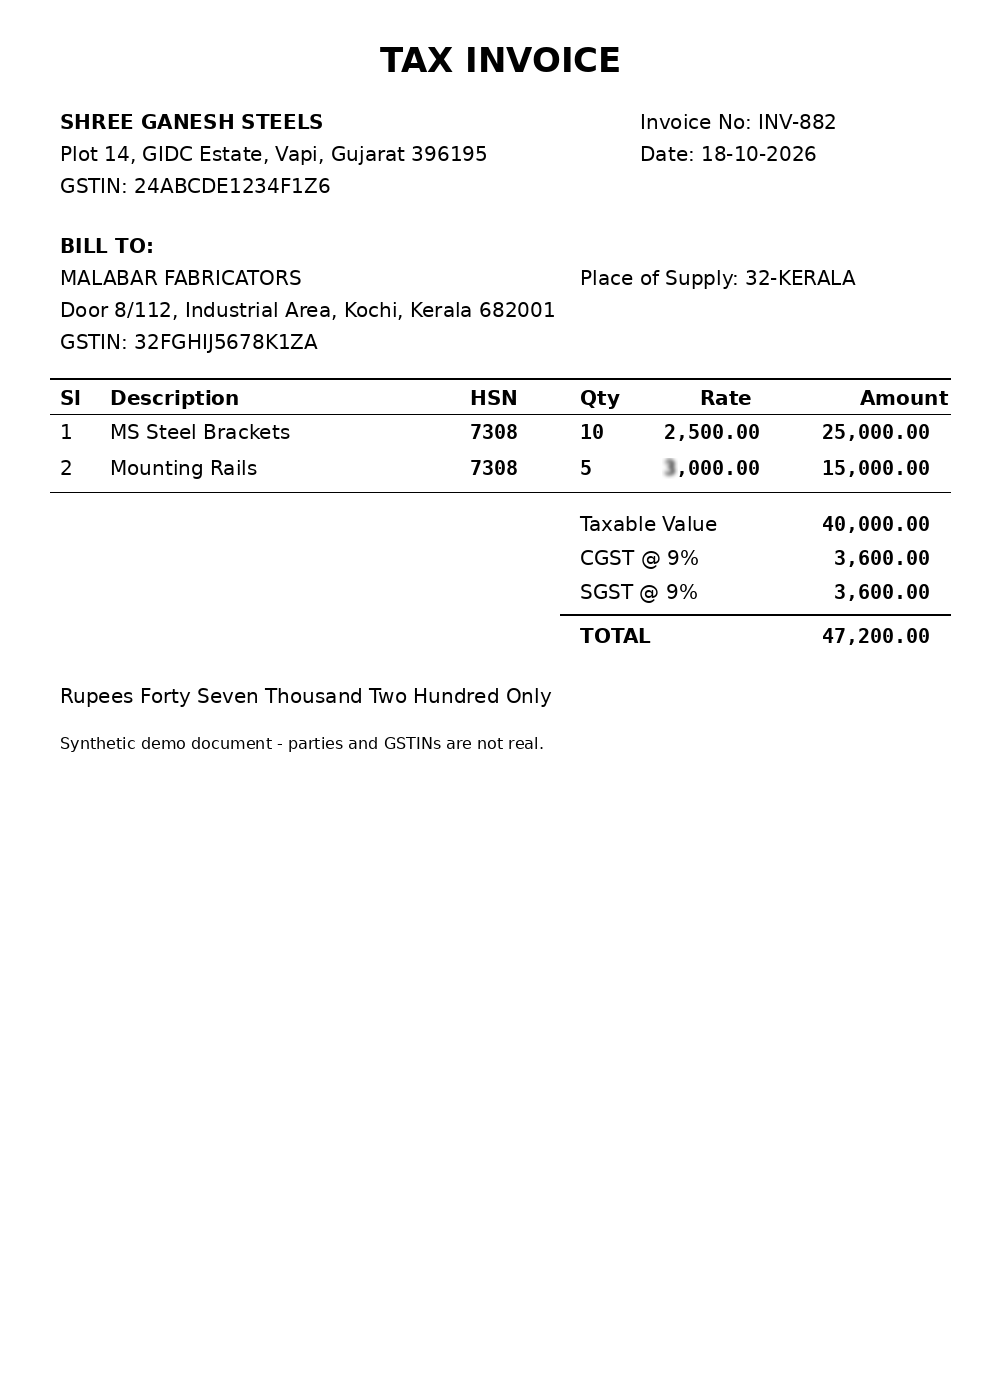 TAX INVOICE
SHREE GANESH STEELS Invoice No: INV-882
Plot 14, GIDC Estate, Vapi, Gujarat 396195 Date: 18-10-2026
GSTIN: 24ABCDE1234F1Z6
BILL TO:
MALABAR FABRICATORS Place of Supply: 32-KERALA
Door 8/112, Industrial Area, Kochi, Kerala 682001
GSTIN: 32FGHIJ5678K1ZA
Sl Description HSN Qty Rate Amount
1 MS Steel Brackets 7308 10 2,500.00 25,000.00
2 Mounting Rails 7308 5 15,000.00
Taxable Value 40,000.00
CGST @ 9% 3,600.00
SGST @ 9% 3,600.00
TOTAL 47,200.00
Rupees Forty Seven Thousand Two Hundred Only
Synthetic demo document - parties and GSTINs are not real.